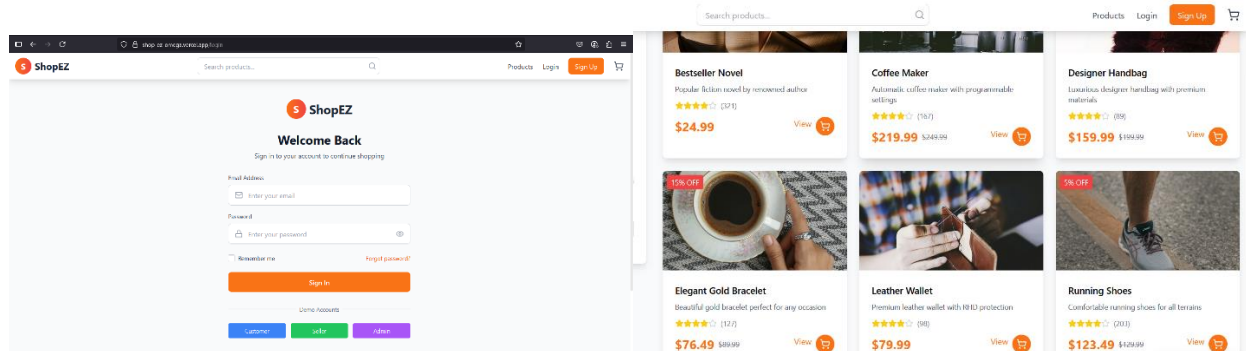 S ShopEZ
Search products...
Products Login Sign Up
S ShopEZ
Welcome Back
Sign in to your account to continue shopping
Email Address
Enter your email
Password
Enter your password
Remember me Forgot password?
Sign In
Demo Accounts
Customer Seller Admin
Search products...
Products Login Sign Up
Bestseller Novel
Popular fiction novel by renowned author
(321)
$24.99 View
Coffee Maker
Automatic coffee maker with programmable
settings
(167)
$219.99 $249.99 View
Designer Handbag
Luxurious designer handbag with premium
materials
(89)
$159.99 $199.99 View
15% OFF
Elegant Gold Bracelet
Beautiful gold bracelet perfect for any occasion
(127)
$76.49 $89.99 View
Leather Wallet
Premium leather wallet with RFID protection
(98)
$79.99 View
5% OFF
Running Shoes
Comfortable running shoes for all terrains
(203)
$123.49 $129.99 View